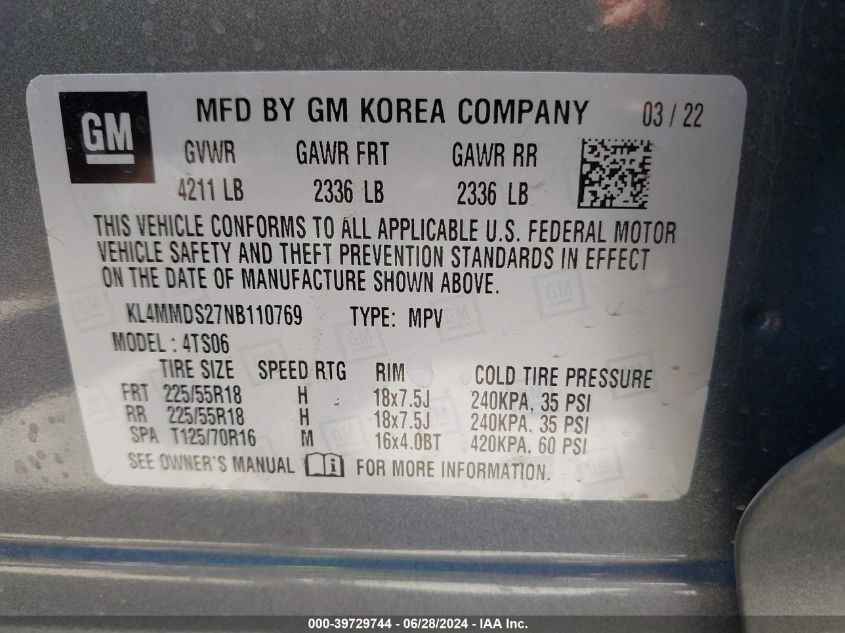 GM
MFD BY GM KOREA COMPANY 03 / 22
GVWR GAWR FRT GAWR RR
4211 LB 2336 LB 2336 LB
THIS VEHICLE CONFORMS TO ALL APPLICABLE U.S. FEDERAL MOTOR
VEHICLE SAFETY AND THEFT PREVENTION STANDARDS IN EFFECT
ON THE DATE OF MANUFACTURE SHOWN ABOVE.
KL4MMDS27NB110769 TYPE: MPV
MODEL : 4TS06
TIRE SIZE SPEED RTG RIM COLD TIRE PRESSURE
FRT 225/55R18 H 18x7.5J 240KPA, 35 PSI
RR 225/55R18 H 18x7.5J 240KPA, 35 PSI
SPA T125/70R16 M 16x4.0BT 420KPA, 60 PSI
SEE OWNER'S MANUAL i FOR MORE INFORMATION.
000-39729744 - 06/28/2024 - IAA Inc.